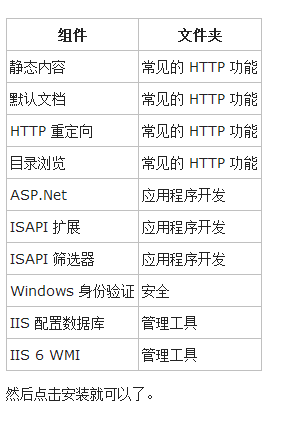 组件 文件夹
静态内容 常见的 HTTP 功能
默认文档 常见的 HTTP 功能
HTTP 重定向 常见的 HTTP 功能
目录浏览 常见的 HTTP 功能
ASP.Net 应用程序开发
ISAPI 扩展 应用程序开发
ISAPI 筛选器 应用程序开发
Windows 身份验证 安全
IIS 配置数据库 管理工具
IIS 6 WMI 管理工具
然后点击安装就可以了。